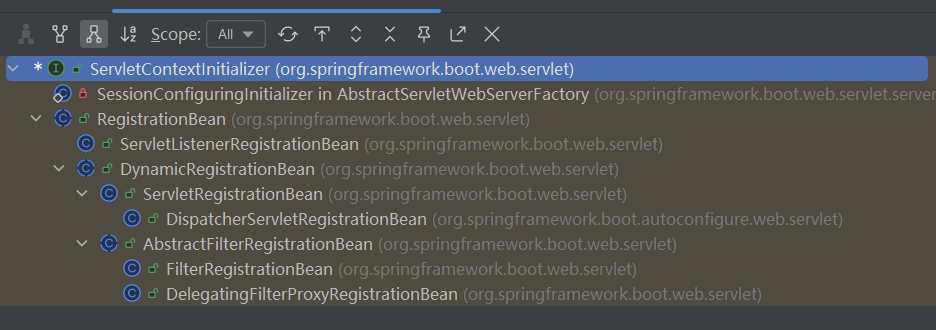 Scope: All
* I ServletContextInitializer (org.springframework.boot.web.servlet)
C SessionConfiguringInitializer in AbstractServletWebServerFactory (org.springframework.boot.web.servlet.server
C RegistrationBean (org.springframework.boot.web.servlet)
C ServletListenerRegistrationBean (org.springframework.boot.web.servlet)
C DynamicRegistrationBean (org.springframework.boot.web.servlet)
C ServletRegistrationBean (org.springframework.boot.web.servlet)
C DispatcherServletRegistrationBean (org.springframework.boot.autoconfigure.web.servlet)
C AbstractFilterRegistrationBean (org.springframework.boot.web.servlet)
C FilterRegistrationBean (org.springframework.boot.web.servlet)
C DelegatingFilterProxyRegistrationBean (org.springframework.boot.web.servlet)